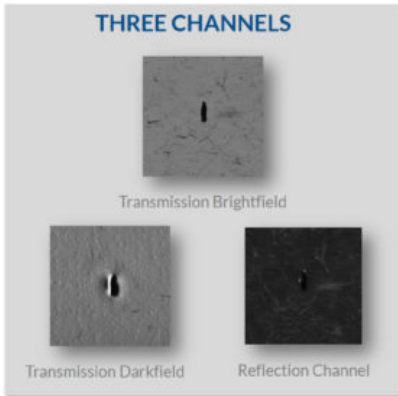 THREE CHANNELS
Transmission Brightfield
Transmission Darkfield
Reflection Channel